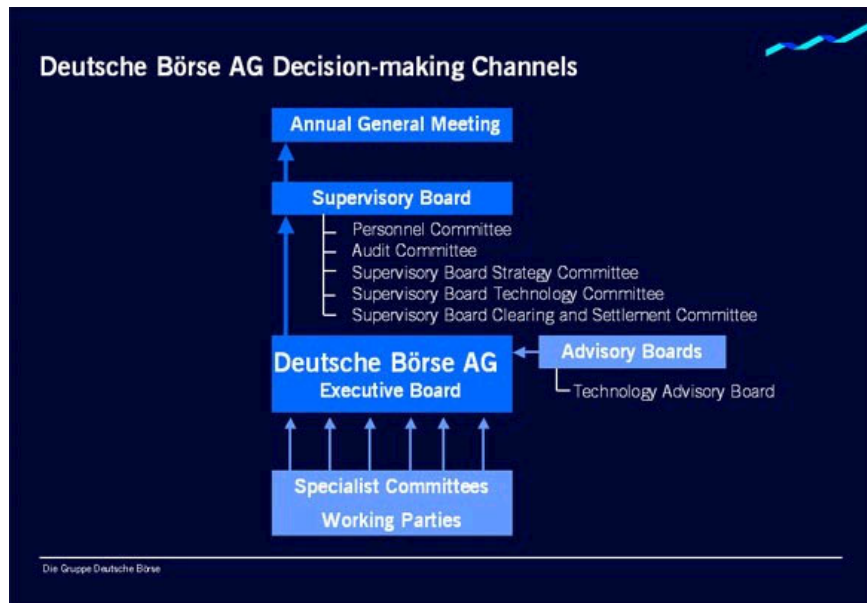 Deutsche Börse AG Decision-making Channels
Annual General Meeting
Supervisory Board
Personnel Committee
Audit Committee
Supervisory Board Strategy Committee
Supervisory Board Technology Committee
Supervisory Board Clearing and Settlement Committee
Deutsche Börse AG
Executive Board
Advisory Boards
Technology Advisory Board
Specialist Committees
Working Parties
Die Gruppe Deutsche Börse